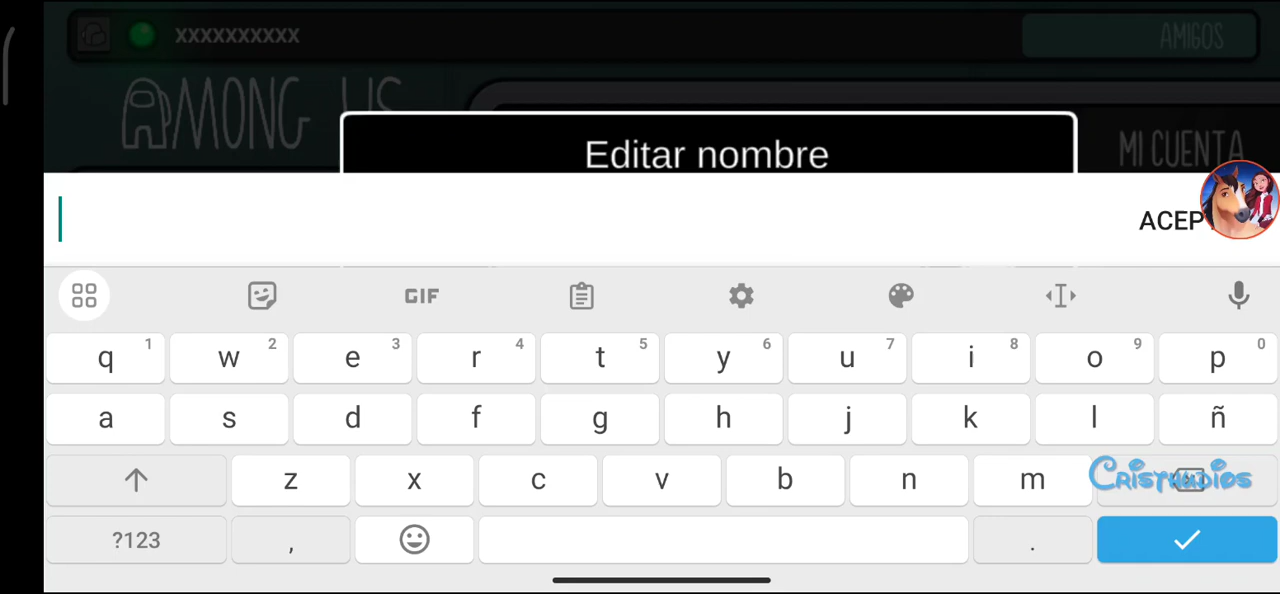 xxxxxxxxxx
AMIGOS
AMONG US
Editar nombre
MI CUENTA
ACEP
GIF
q 1 w 2 e 3 r 4 t 5 y 6 u 7 i 8 o 9 p 0
a s d f g h j k l ñ
z x c v b n m
CRISTHUDIOS
?123 , .